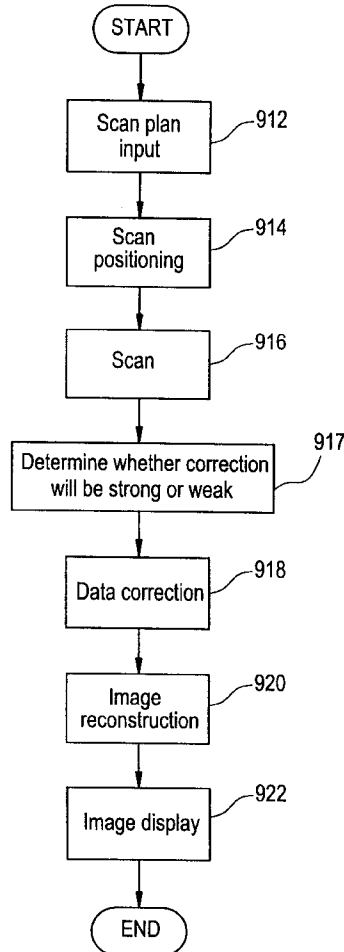 START
Scan plan
input
912
Scan
positioning
914
Scan
916
Determine whether correction
will be strong or weak
917
Data correction
918
Image
reconstruction
920
Image display
922
END